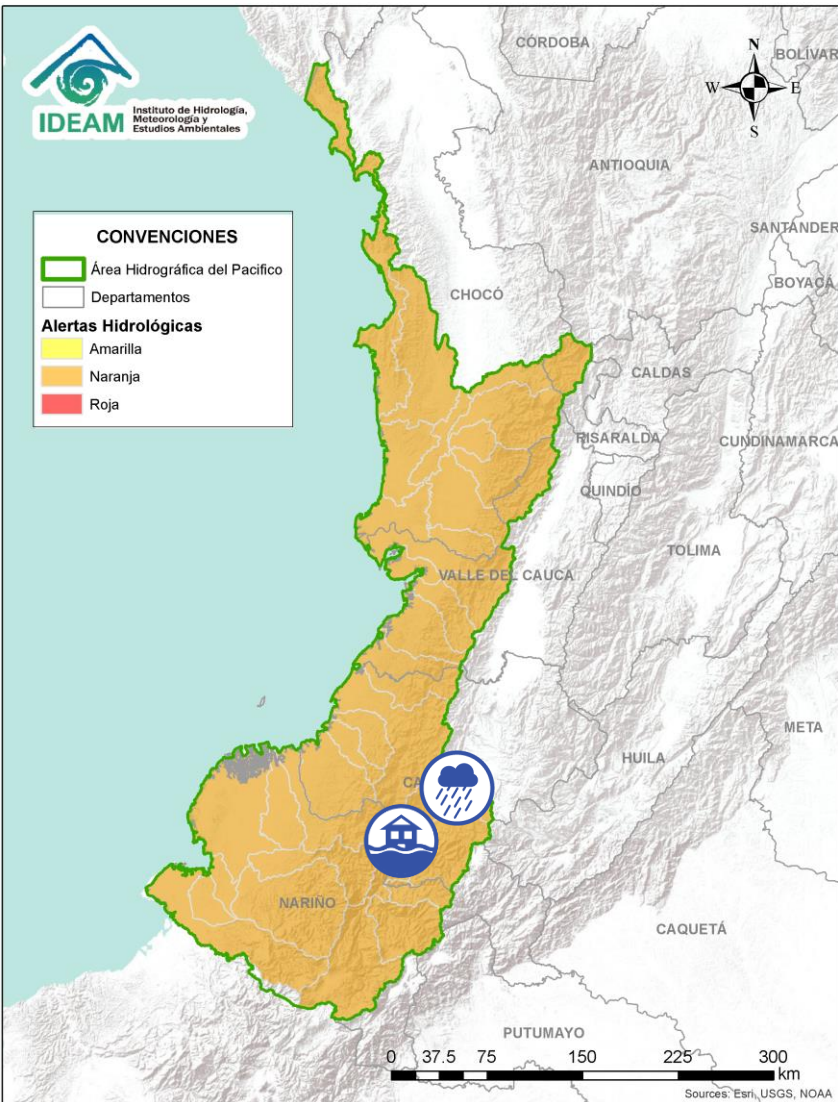 IDEAM
Instituto de Hidrología,
Meteorología y
Estudios Ambientales
CÓRDOBA
BOLIVAR
N
W
E
S
ANTIOQUIA
SANTANDER
CONVENCIONES
Área Hidrográfica del Pacifico
Departamentos
Alertas Hidrológicas
Amarilla
Naranja
Roja
BOYACÁ
CHOCÓ
CALDAS
RISARALDA
CUNDINAMARCA
QUINDÍO
TOLIMA
VALLE DEL CAUCA
META
HUILA
CA
NARIÑO
CAQUETÁ
PUTUMAYO
0 37.5 75 150 225 300
km
Sources: Esri, USGS, NOAA